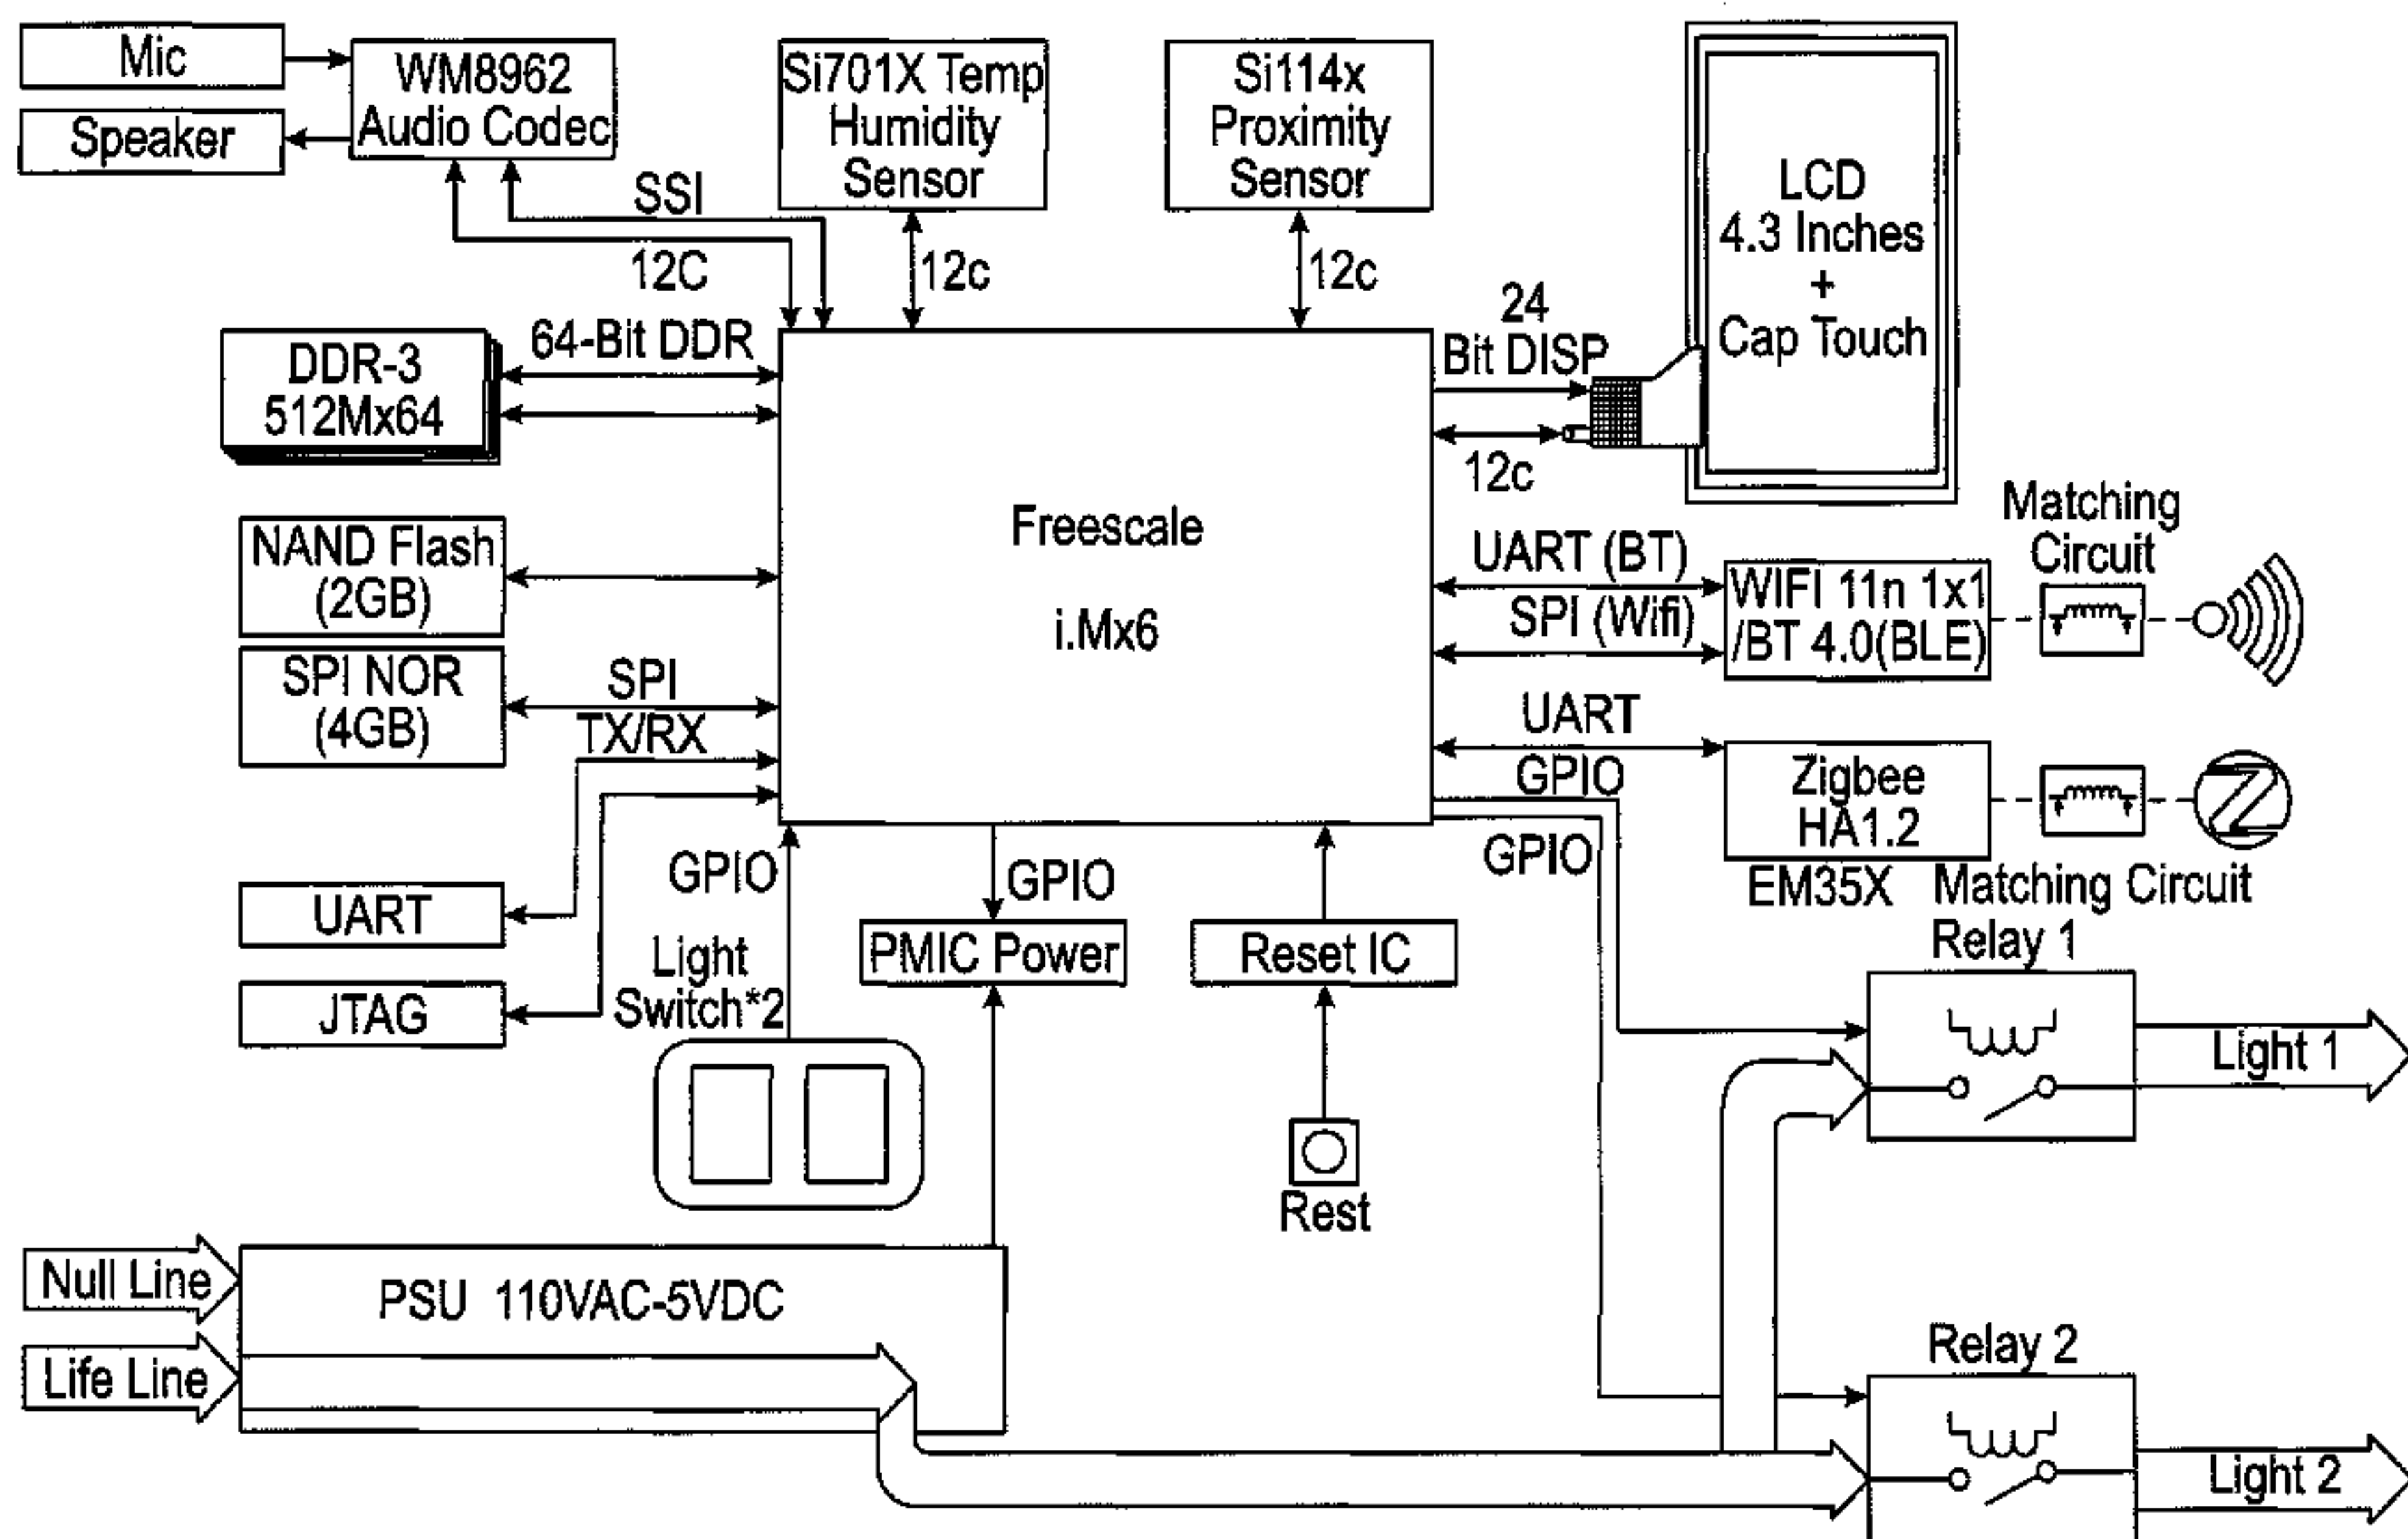 Mic
Speaker
WM8962
Audio Codec
Si701X Temp
Humidity
Sensor
Si114x
Proximity
Sensor
LCD
4.3 Inches
+
Cap Touch
SSI
12C
12c
12c
24
Bit DISP
12c
DDR-3
512Mx64
64-Bit DDR
Freescale
i.Mx6
NAND Flash
(2GB)
SPI NOR
(4GB)
SPI
TX/RX
UART
JTAG
UART (BT)
SPI (Wifi)
WIFI 11n 1x1
/BT 4.0(BLE)
Matching
Circuit
UART
GPIO
GPIO
Zigbee
HA1.2
EM35X
Matching Circuit
GPIO
Light
Switch*2
GPIO
PMIC Power
Reset IC
Rest
Relay 1
Light 1
Null Line
Life Line
PSU 110VAC-5VDC
Relay 2
Light 2